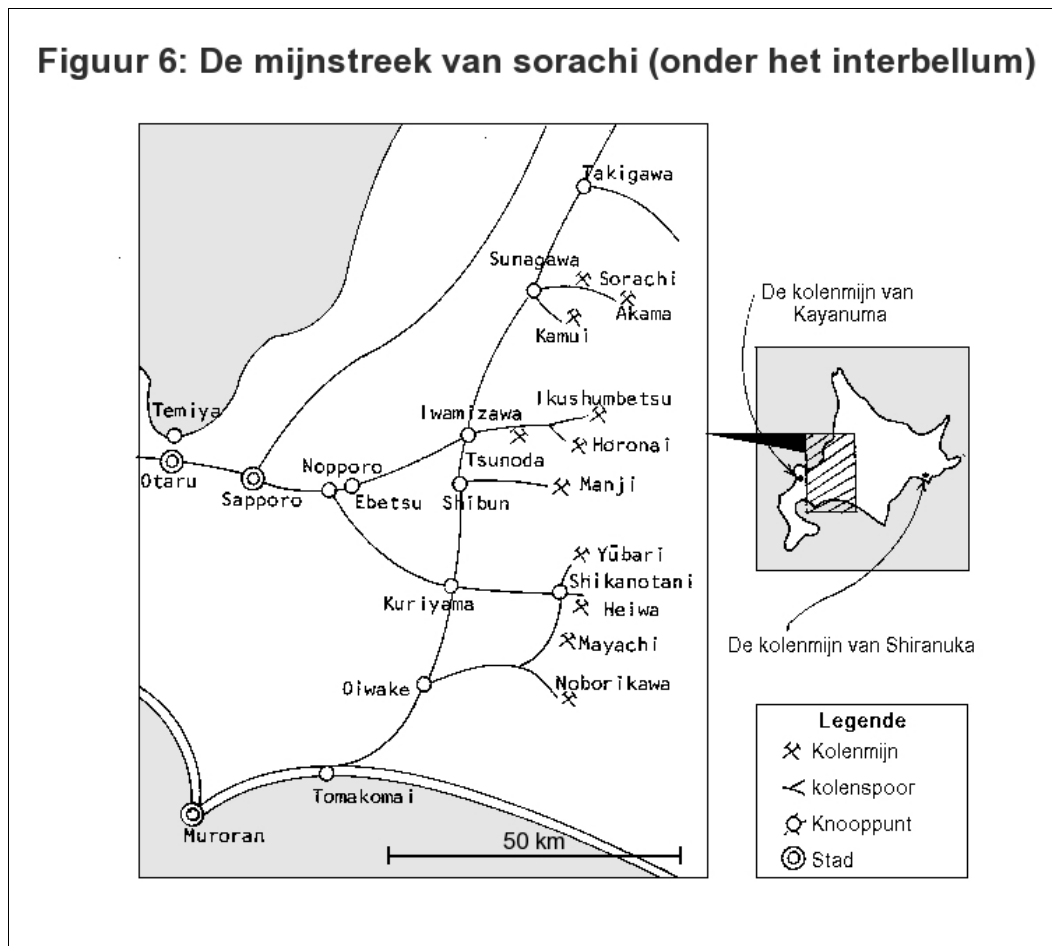 Figuur 6: De mijnstreek van sorachi (onder het interbellum)
Takigawa
Sunagawa
Sorachi
Akama
Kamui
De kolenmijn van
Kayanuma
Temiya
Iwamizawa
Ikushumbetsu
Horonai
Tsunoda
Otaru
Sapporo
Nopporo
Ebetsu
Shibun
Manji
Yūbari
Shikanotani
Kuriyama
Heiwa
Mayachi
De kolenmijn van Shiranuka
Oiwake
Noborikawa
Tomakomai
Muroran
50 km
Legende
Kolenmijn
kolenspoor
Knooppunt
Stad